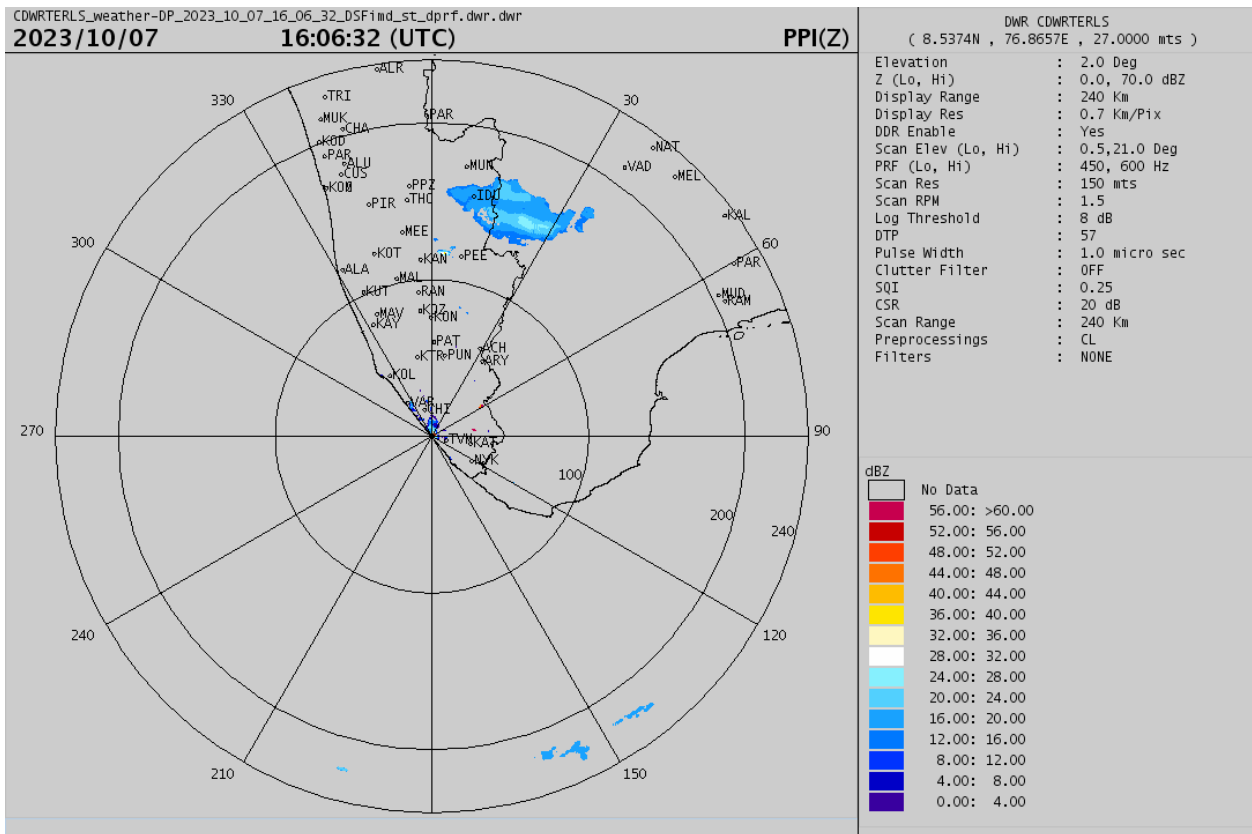 CDWRTERLS_weather-DP_2023_10_07_16_06_32_DSFimd_st_dprf.dwr.dwr
2023/10/07 16:06:32 (UTC) PPI(Z)
DWR CDWRTERLS
( 8.5374N , 76.8657E , 27.0000 mts )
Elevation : 2.0 Deg
Z (Lo, Hi) : 0.0, 70.0 dBZ
Display Range : 240 Km
Display Res : 0.7 Km/Pix
DDR Enable : Yes
Scan Elev (Lo, Hi) : 0.5,21.0 Deg
PRF (Lo, Hi) : 450, 600 Hz
Scan Res : 150 mts
Scan RPM : 1.5
Log Threshold : 8 dB
DTP : 57
Pulse Width : 1.0 micro sec
Clutter Filter : OFF
SQI : 0.25
CSR : 20 dB
Scan Range : 240 Km
Preprocessings : CL
Filters : NONE
dBZ
No Data
56.00: >60.00
52.00: 56.00
48.00: 52.00
44.00: 48.00
40.00: 44.00
36.00: 40.00
32.00: 36.00
28.00: 32.00
24.00: 28.00
20.00: 24.00
16.00: 20.00
12.00: 16.00
8.00: 12.00
4.00: 8.00
0.00: 4.00
ALR
TRI
330
30
MUK
PAR
CHA
KOD
NAT
PAR
ALU
MUN
VAD
CUS
MEL
KOM
PPZ
IDU
THO
PIR
KAL
MEE
300
60
KOT
KAN
PEE
PAR
ALA
MAL
KUT
RAN
MUD
KAM
MAV
KOZ
KON
KAY
PAT
ACH
KTR
PUN
ARY
KOL
VAR
CHI
270
90
TVM
KAT
NYK
100
200
240
240
120
210
150